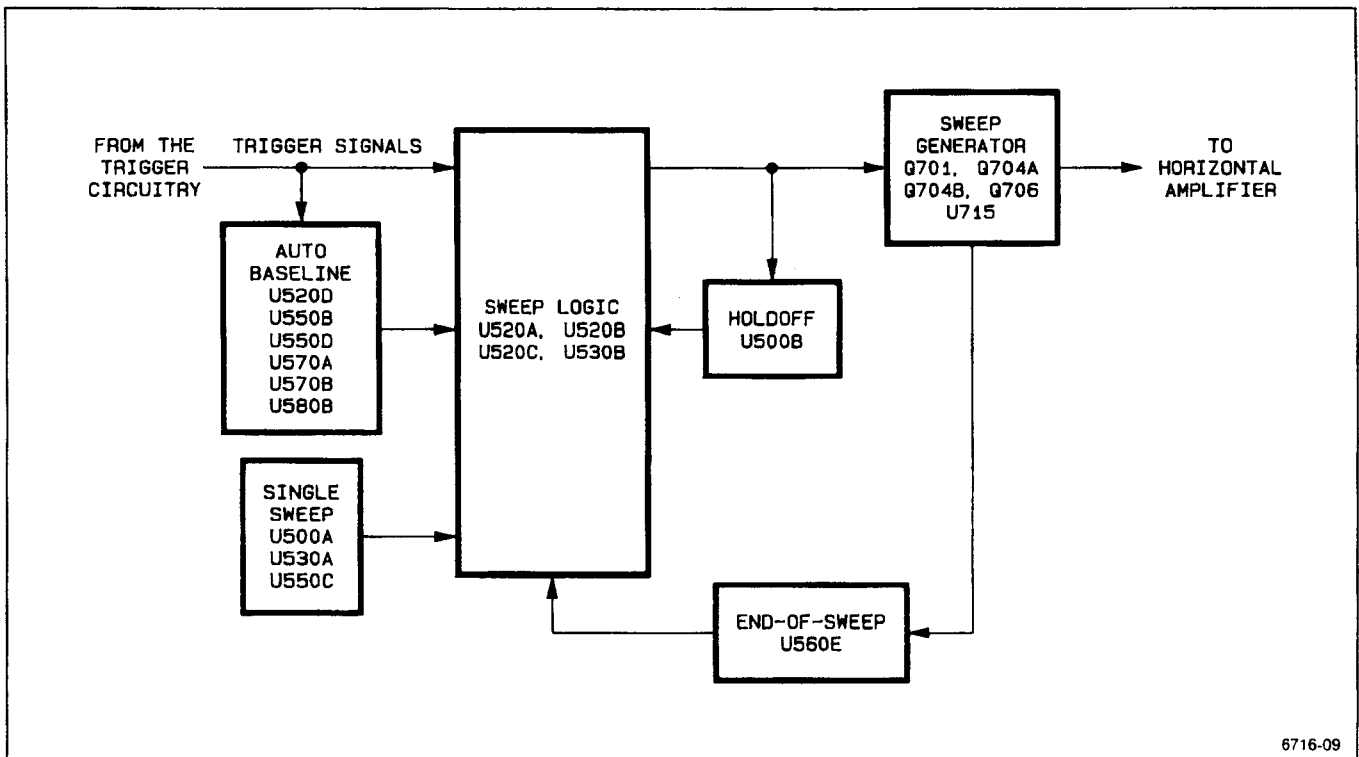 FROM THE
TRIGGER
CIRCUITRY
TRIGGER SIGNALS
AUTO
BASELINE
U520D
U550B
U550D
U570A
U570B
U580B
SINGLE
SWEEP
U500A
U530A
U550C
SWEEP LOGIC
U520A, U520B
U520C, U530B
HOLDOFF
U500B
SWEEP
GENERATOR
Q701, Q704A
Q704B, Q706
U715
TO
HORIZONTAL
AMPLIFIER
END-OF-SWEEP
U560E
6716-09